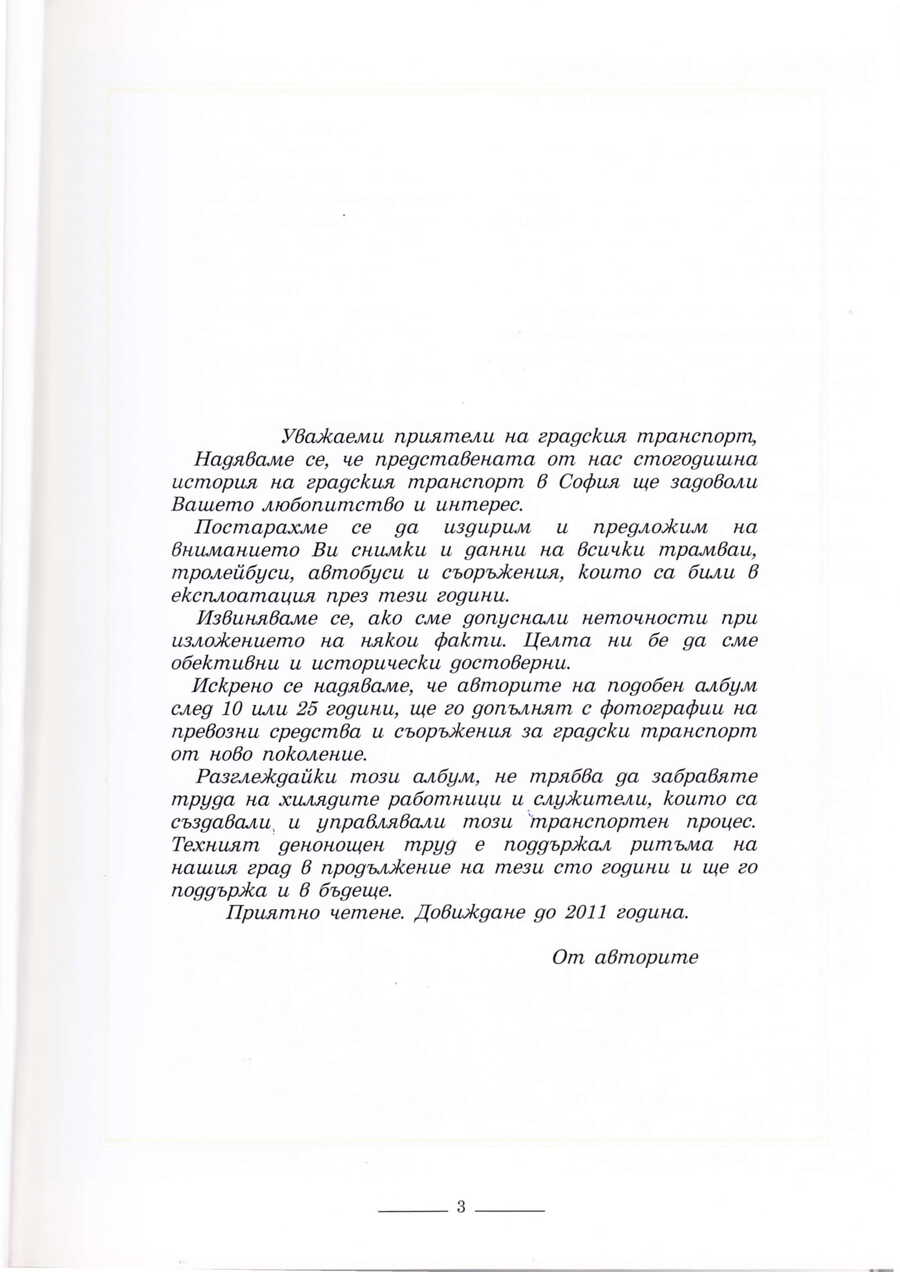 Уважаеми приятели на градския транспорт,
Надяваме се, че представената от нас стогодишна
история на градския транспорт в София ще задоволи
Вашето любопитство и интерес.
Постарахме се да издирим и предложим на
вниманието Ви снимки и данни на всички трамваи,
тролейбуси, автобуси и съоръжения, които са били в
експлоатация през тези години.
Извиняваме се, ако сме допуснали неточности при
изложението на някои факти. Целта ни бе да сме
обективни и исторически достоверни.
Искрено се надяваме, че авторите на подобен албум
след 10 или 25 години, ще го допълнят с фотографии на
превозни средства и съоръжения за градски транспорт
от ново поколение.
Разглеждайки този албум, не трябва да забравяте
труда на хилядите работници и служители, които са
създавали и управлявали този транспортен процес.
Техният денонощен труд е поддържал ритъма на
нашия град в продължение на тези сто години и ще го
поддържа и в бъдеще.
Приятно четене. Довиждане до 2011 година.
От авторите
3